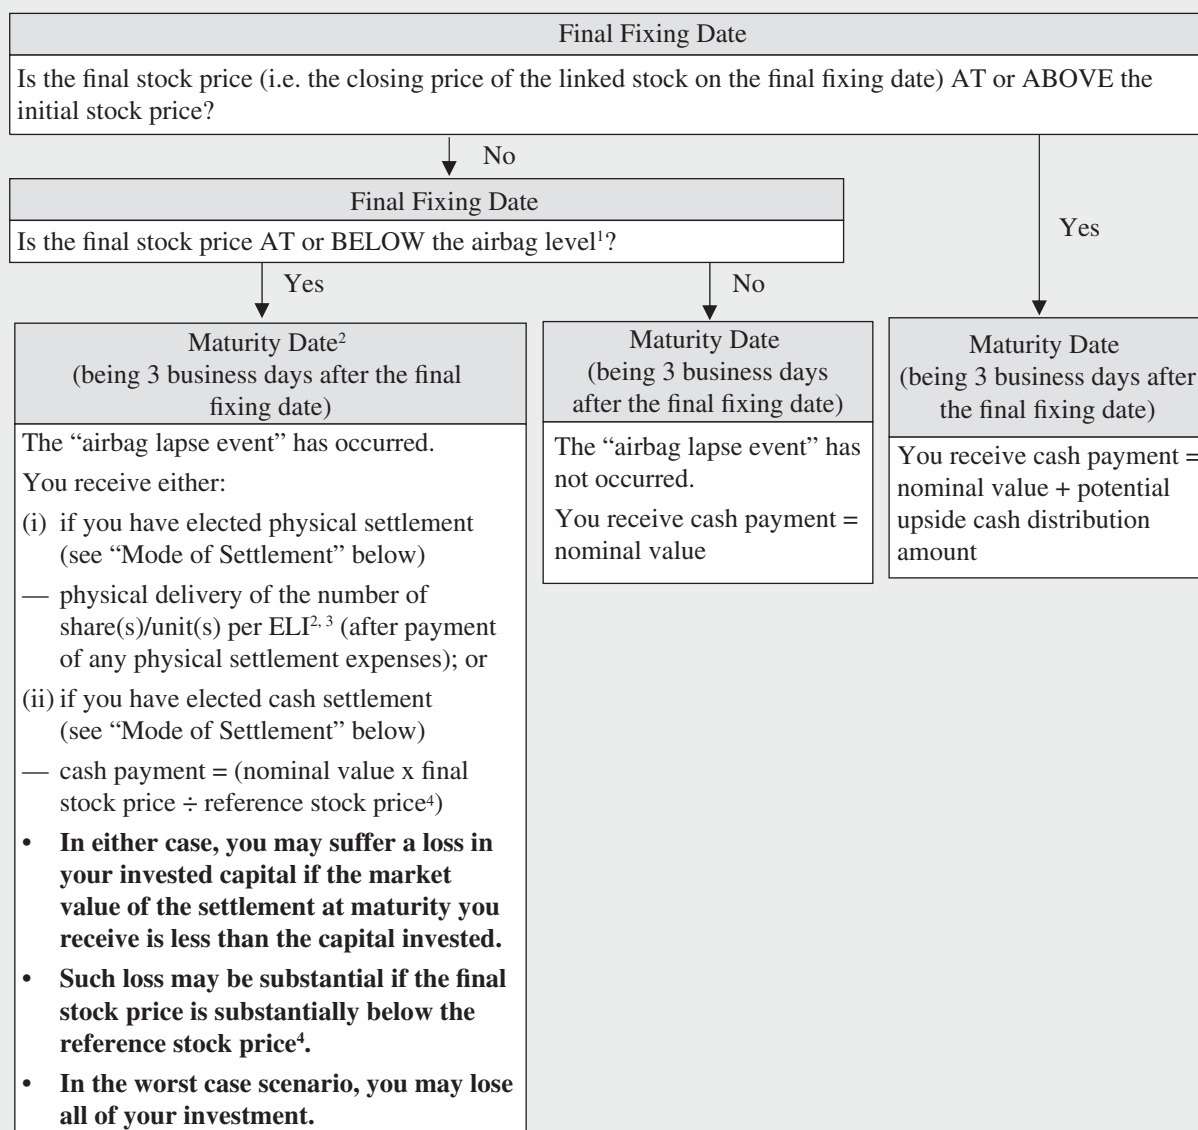 Final Fixing Date
Is the final stock price (i.e. the closing price of the linked stock on the final fixing date) AT or ABOVE the
initial stock price?
No
Yes
Final Fixing Date
Is the final stock price AT or BELOW the airbag level¹?
Yes
No
Maturity Date²
(being 3 business days after the final
fixing date)
The “airbag lapse event” has occurred.
You receive either:
(i) if you have elected physical settlement
(see “Mode of Settlement” below)
— physical delivery of the number of
share(s)/unit(s) per ELI², ³ (after payment
of any physical settlement expenses); or
(ii) if you have elected cash settlement
(see “Mode of Settlement” below)
— cash payment = (nominal value x final
stock price ÷ reference stock price⁴)
• In either case, you may suffer a loss in
your invested capital if the market
value of the settlement at maturity you
receive is less than the capital invested.
• Such loss may be substantial if the final
stock price is substantially below the
reference stock price⁴.
• In the worst case scenario, you may lose
all of your investment.
Maturity Date
(being 3 business days
after the final fixing date)
The “airbag lapse event” has
not occurred.
You receive cash payment =
nominal value
Maturity Date
(being 3 business days after
the final fixing date)
You receive cash payment =
nominal value + potential
upside cash distribution
amount